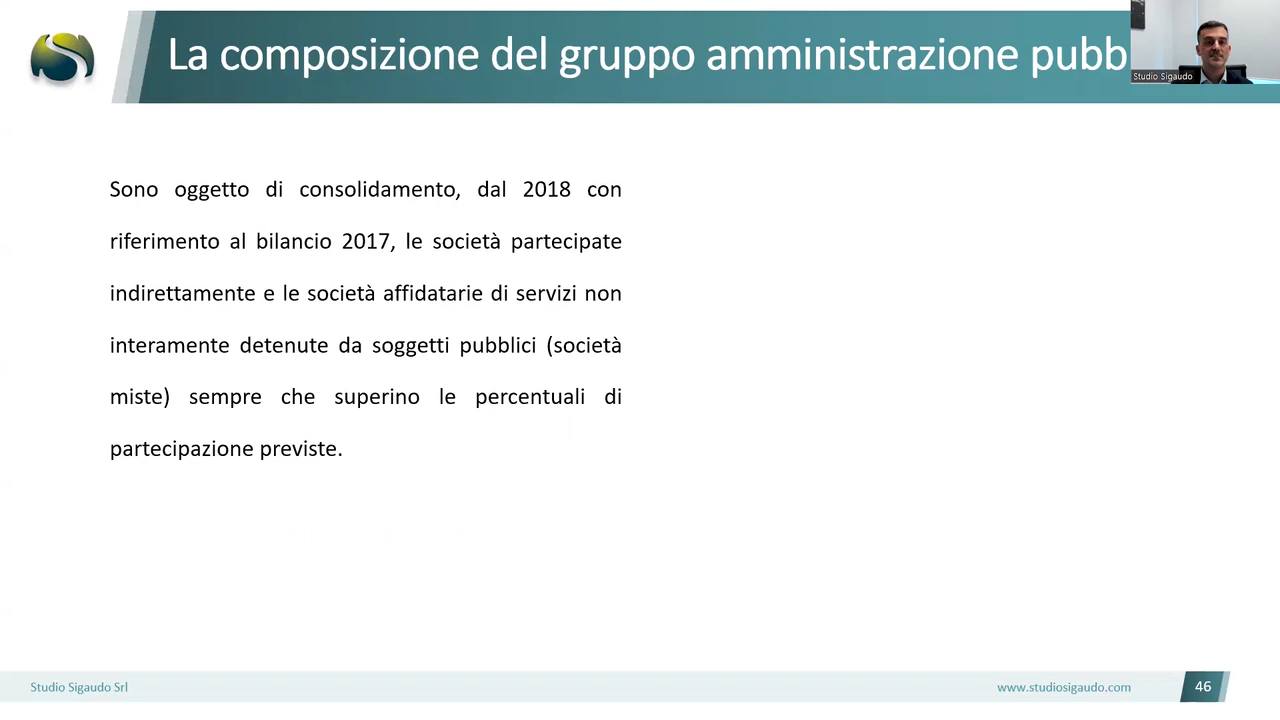 La composizione del gruppo amministrazione pubb
Studio Sigaudo
Sono oggetto di consolidamento, dal 2018 con
riferimento al bilancio 2017, le società partecipate
indirettamente e le società affidatarie di servizi non
interamente detenute da soggetti pubblici (società
miste) sempre che superino le percentuali di
partecipazione previste.
Studio Sigaudo Srl
www.studiosigaudo.com
46